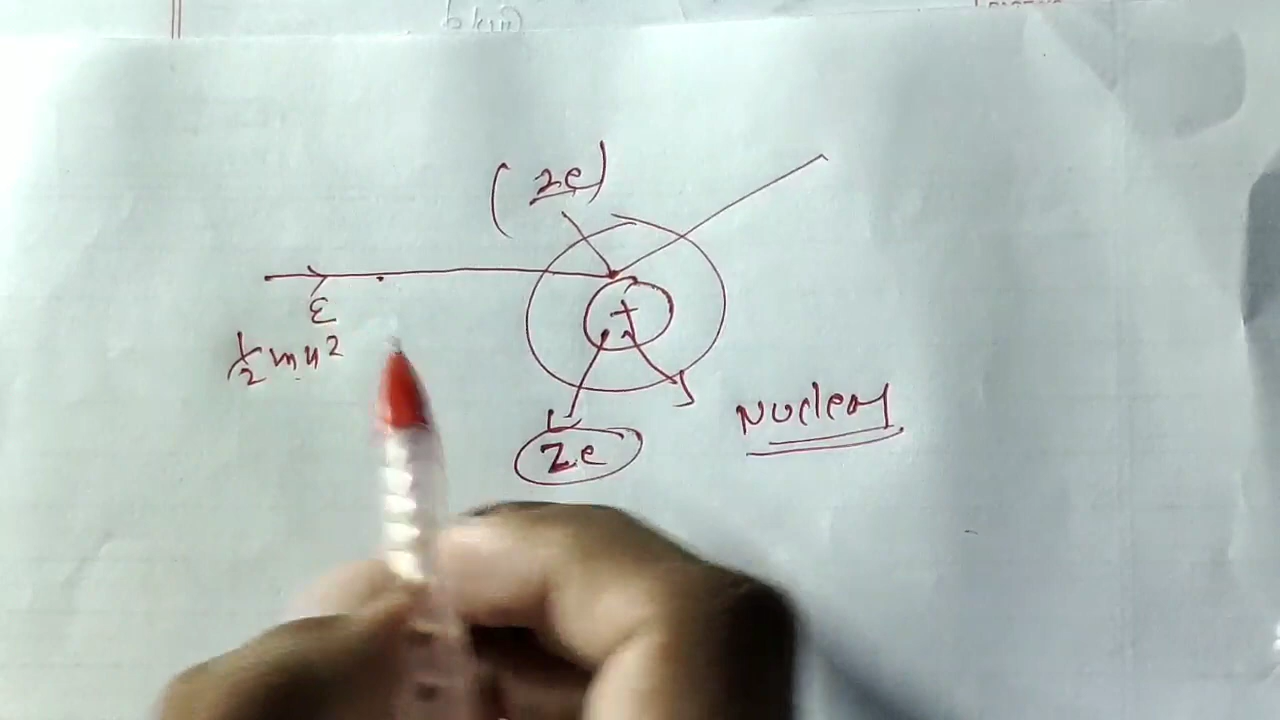 (2e)
ε
½mu²
+
Ze
Nucleus